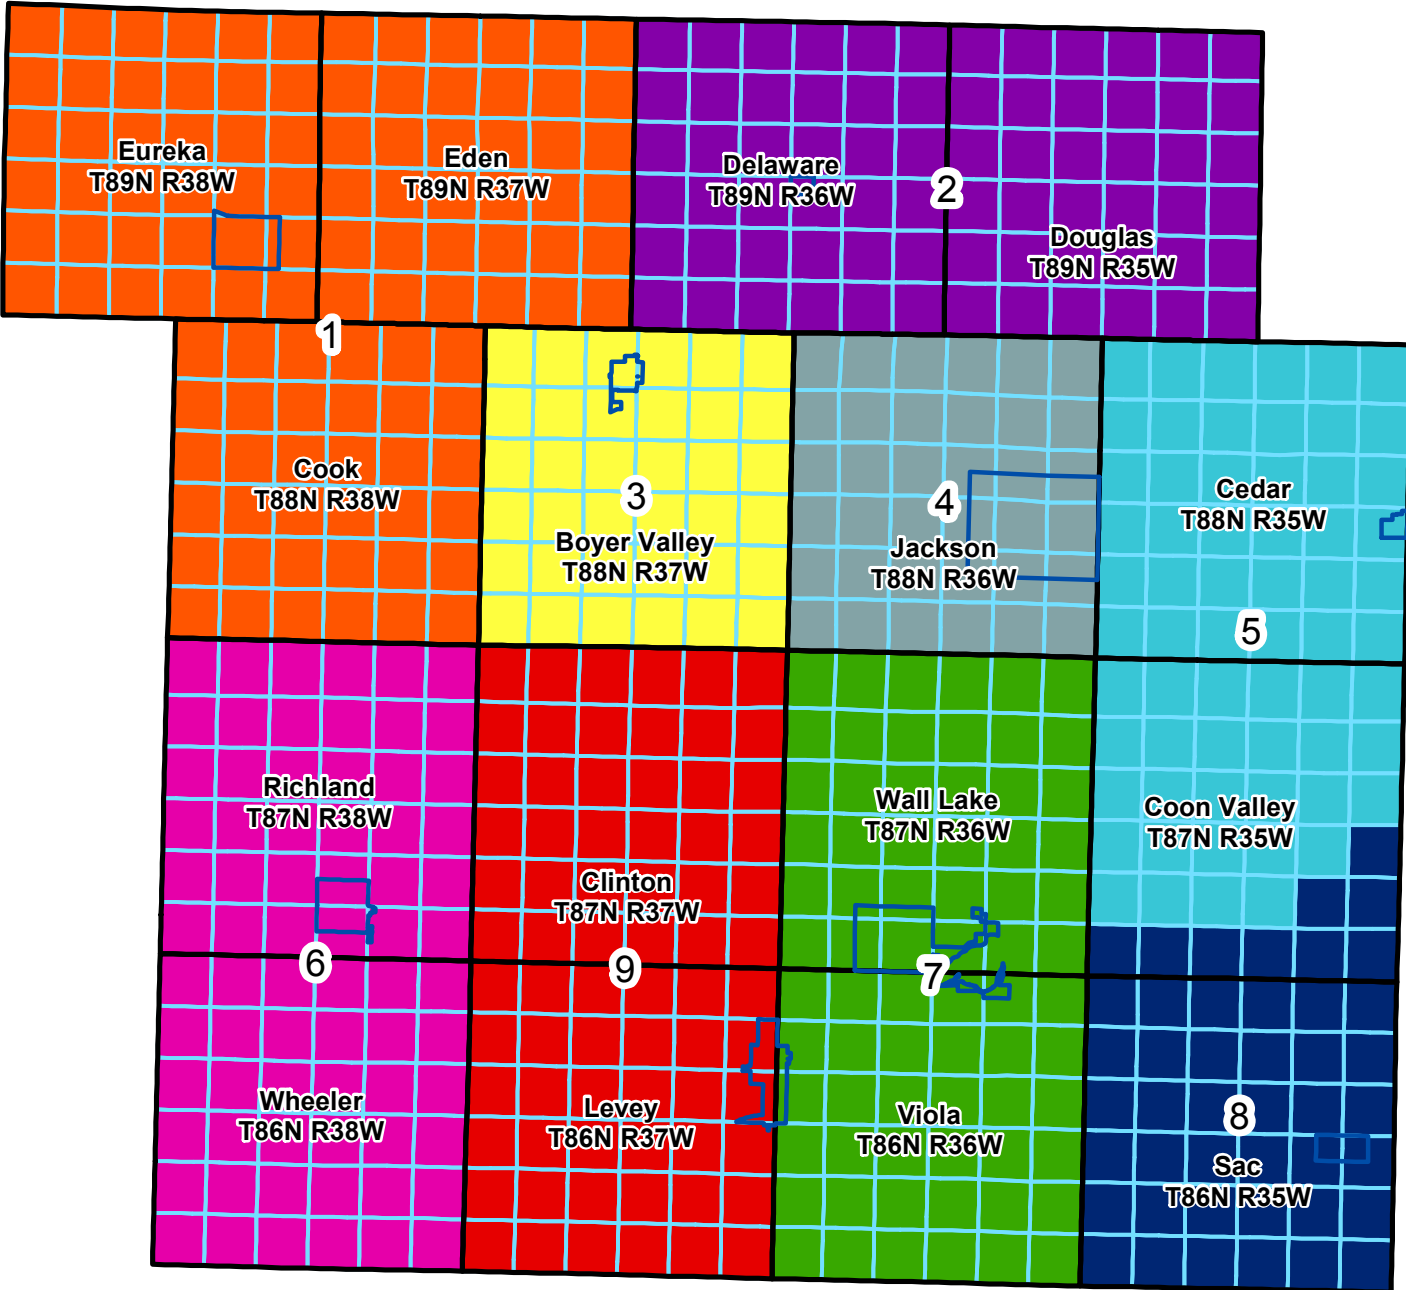 Eureka
T89N R38W
Eden
T89N R37W
Delaware
T89N R36W
2
Douglas
T89N R35W
1
Cook
T88N R38W
3
Boyer Valley
T88N R37W
4
Jackson
T88N R36W
Cedar
T88N R35W
5
Richland
T87N R38W
Clinton
T87N R37W
Wall Lake
T87N R36W
Coon Valley
T87N R35W
6
9
7
Wheeler
T86N R38W
Levey
T86N R37W
Viola
T86N R36W
8
Sac
T86N R35W